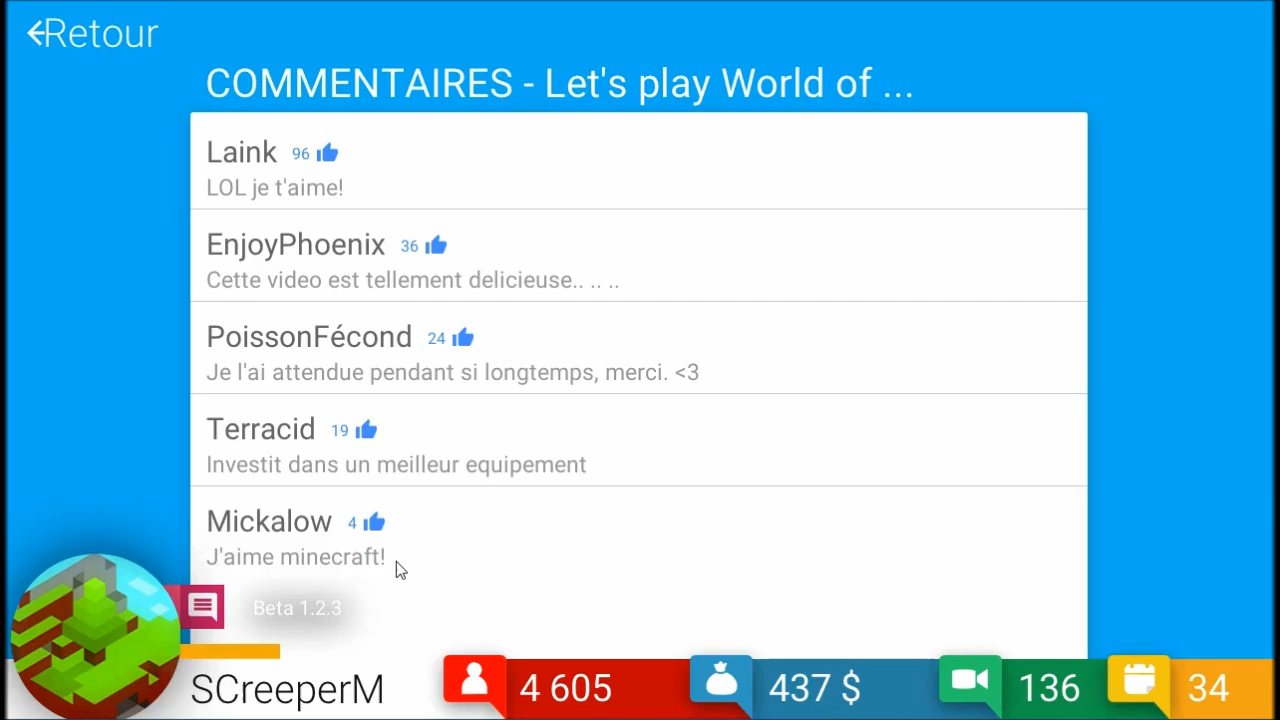 Retour
COMMENTAIRES - Let's play World of ...
Laink 96
LOL je t'aime!
EnjoyPhoenix 36
Cette video est tellement delicieuse.. .. ..
PoissonFécond 24
Je l'ai attendue pendant si longtemps, merci. <3
Terracid 19
Investit dans un meilleur equipement
Mickalow 4
J'aime minecraft!
Beta 1.2.3
SCreeperM 4 605 437 $ 136 34